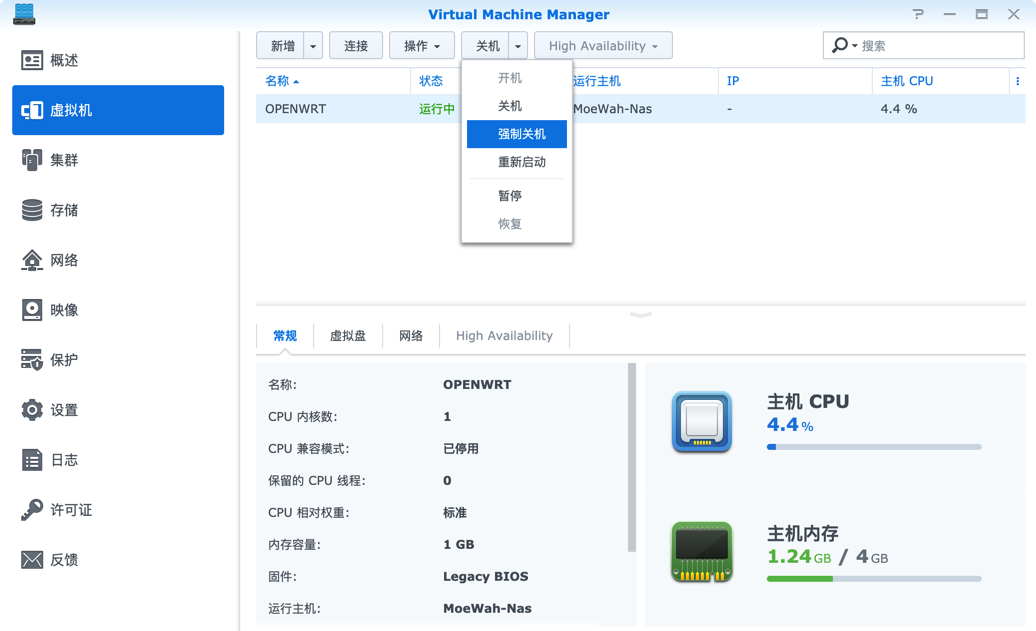 Virtual Machine Manager
概述
虚拟机
集群
存储
网络
映像
保护
设置
日志
许可证
反馈
新增 连接 操作 关机 High Availability 搜索
名称 状态 运行主机 IP 主机 CPU
OPENWRT 运行中 MoeWah-Nas - 4.4 %
开机
关机
强制关机
重新启动
暂停
恢复
常规 虚拟盘 网络 High Availability
名称: OPENWRT
CPU 内核数: 1
CPU 兼容模式: 已停用
保留的 CPU 线程: 0
CPU 相对权重: 标准
内存容量: 1 GB
固件: Legacy BIOS
运行主机: MoeWah-Nas
主机 CPU
4.4 %
主机内存
1.24 GB / 4 GB